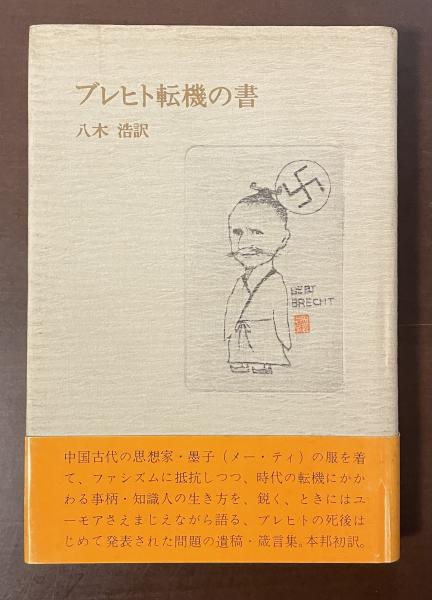 ブレヒト転機の書
八木 浩訳
BERT
BRECHT
中国古代の思想家・墨子（メー・ティ）の服を着
て、ファシズムに抵抗しつつ、時代の転機にかか
わる事柄・知識人の生き方を、鋭く、ときにはユ
ーモアさえまじえながら語る、ブレヒトの死後は
じめて発表された問題の遺稿・箴言集。本邦初訳。